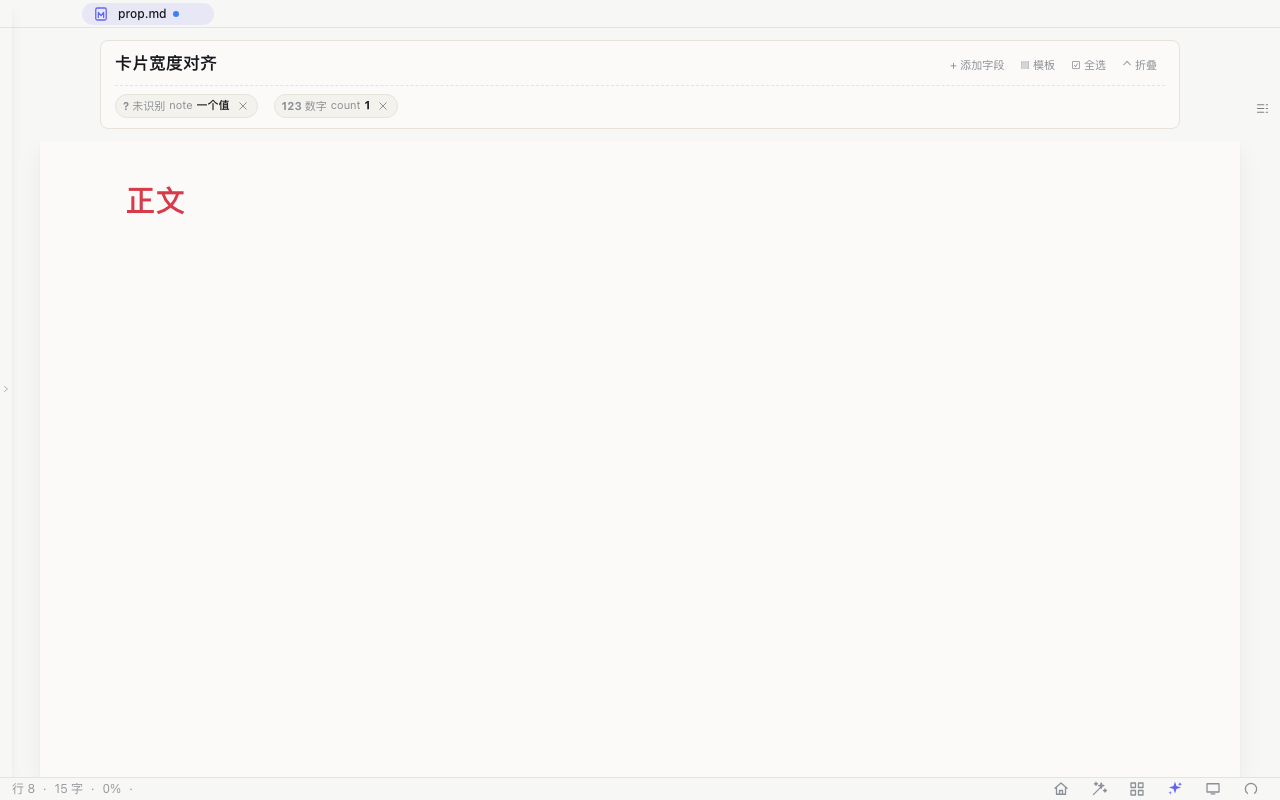 prop.md
卡片宽度对齐
+ 添加字段 模板 全选 折叠
? 未识别 note 一个值 123 数字 count 1
正文
行 8 · 15 字 · 0% ·